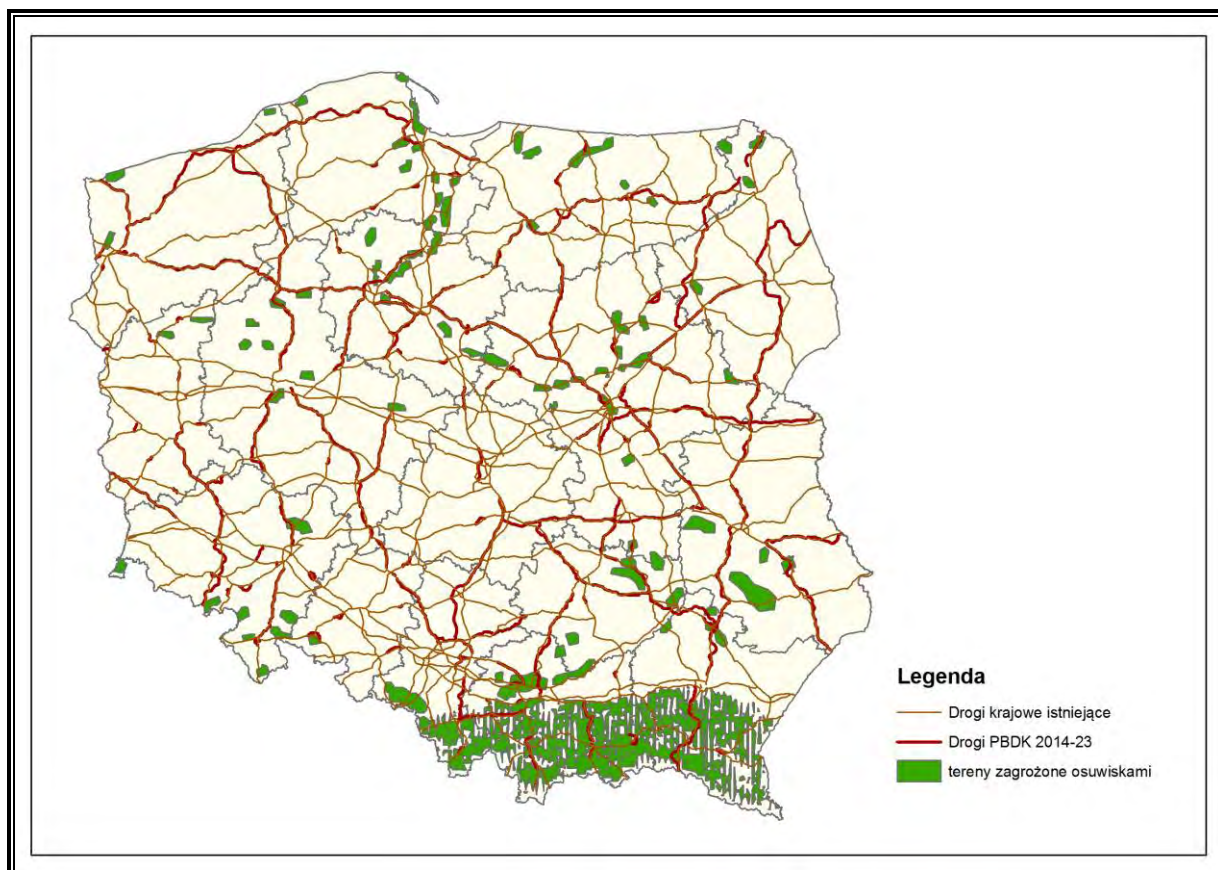 Legenda
Drogi krajowe istniejące
Drogi PBDK 2014-23
tereny zagrożone osuwiskami